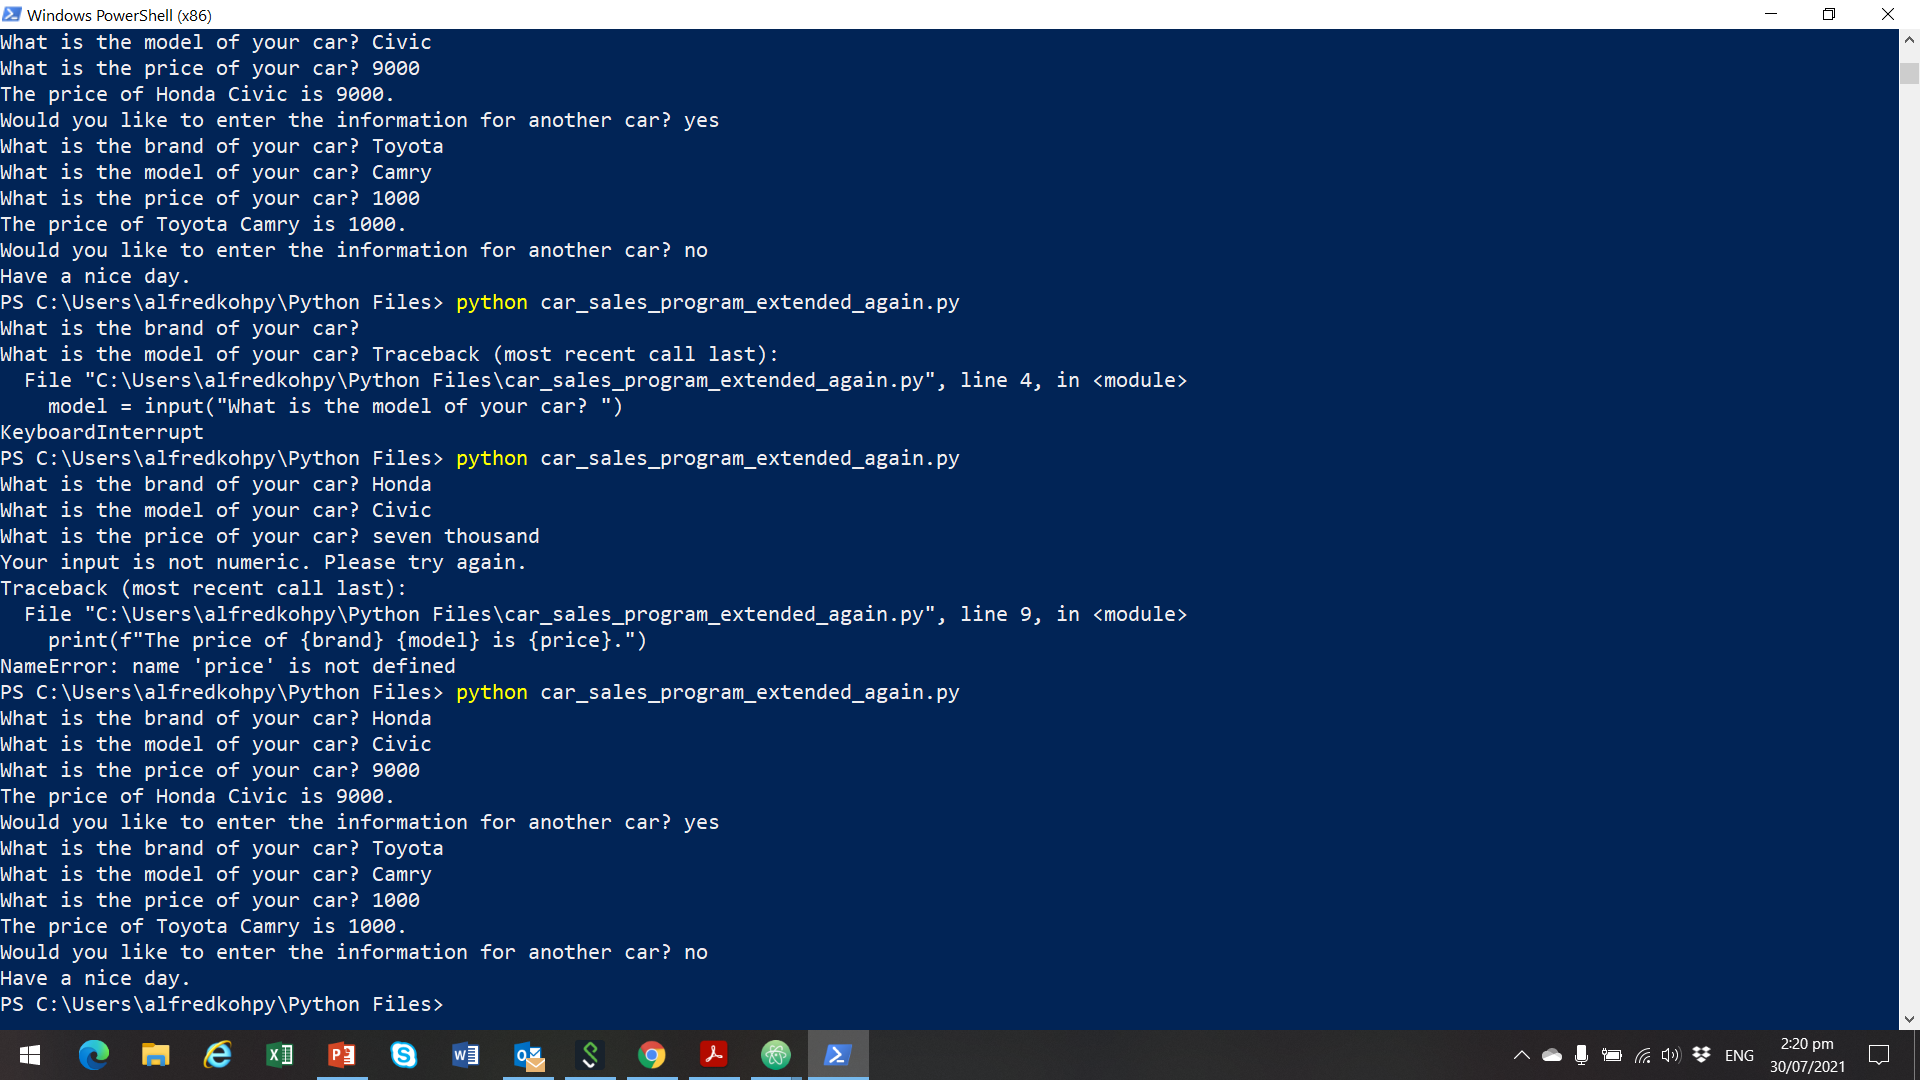 Windows PowerShell (x86)
What is the model of your car? Civic
What is the price of your car? 9000
The price of Honda Civic is 9000.
Would you like to enter the information for another car? yes
What is the brand of your car? Toyota
What is the model of your car? Camry
What is the price of your car? 1000
The price of Toyota Camry is 1000.
Would you like to enter the information for another car? no
Have a nice day.
PS C:\Users\alfredkohpy\Python Files> python car_sales_program_extended_again.py
What is the brand of your car?
What is the model of your car? Traceback (most recent call last):
  File "C:\Users\alfredkohpy\Python Files\car_sales_program_extended_again.py", line 4, in <module>
    model = input("What is the model of your car? ")
KeyboardInterrupt
PS C:\Users\alfredkohpy\Python Files> python car_sales_program_extended_again.py
What is the brand of your car? Honda
What is the model of your car? Civic
What is the price of your car? seven thousand
Your input is not numeric. Please try again.
Traceback (most recent call last):
  File "C:\Users\alfredkohpy\Python Files\car_sales_program_extended_again.py", line 9, in <module>
    print(f"The price of {brand} {model} is {price}.")
NameError: name 'price' is not defined
PS C:\Users\alfredkohpy\Python Files> python car_sales_program_extended_again.py
What is the brand of your car? Honda
What is the model of your car? Civic
What is the price of your car? 9000
The price of Honda Civic is 9000.
Would you like to enter the information for another car? yes
What is the brand of your car? Toyota
What is the model of your car? Camry
What is the price of your car? 1000
The price of Toyota Camry is 1000.
Would you like to enter the information for another car? no
Have a nice day.
PS C:\Users\alfredkohpy\Python Files>
ENG
2:20 pm
30/07/2021